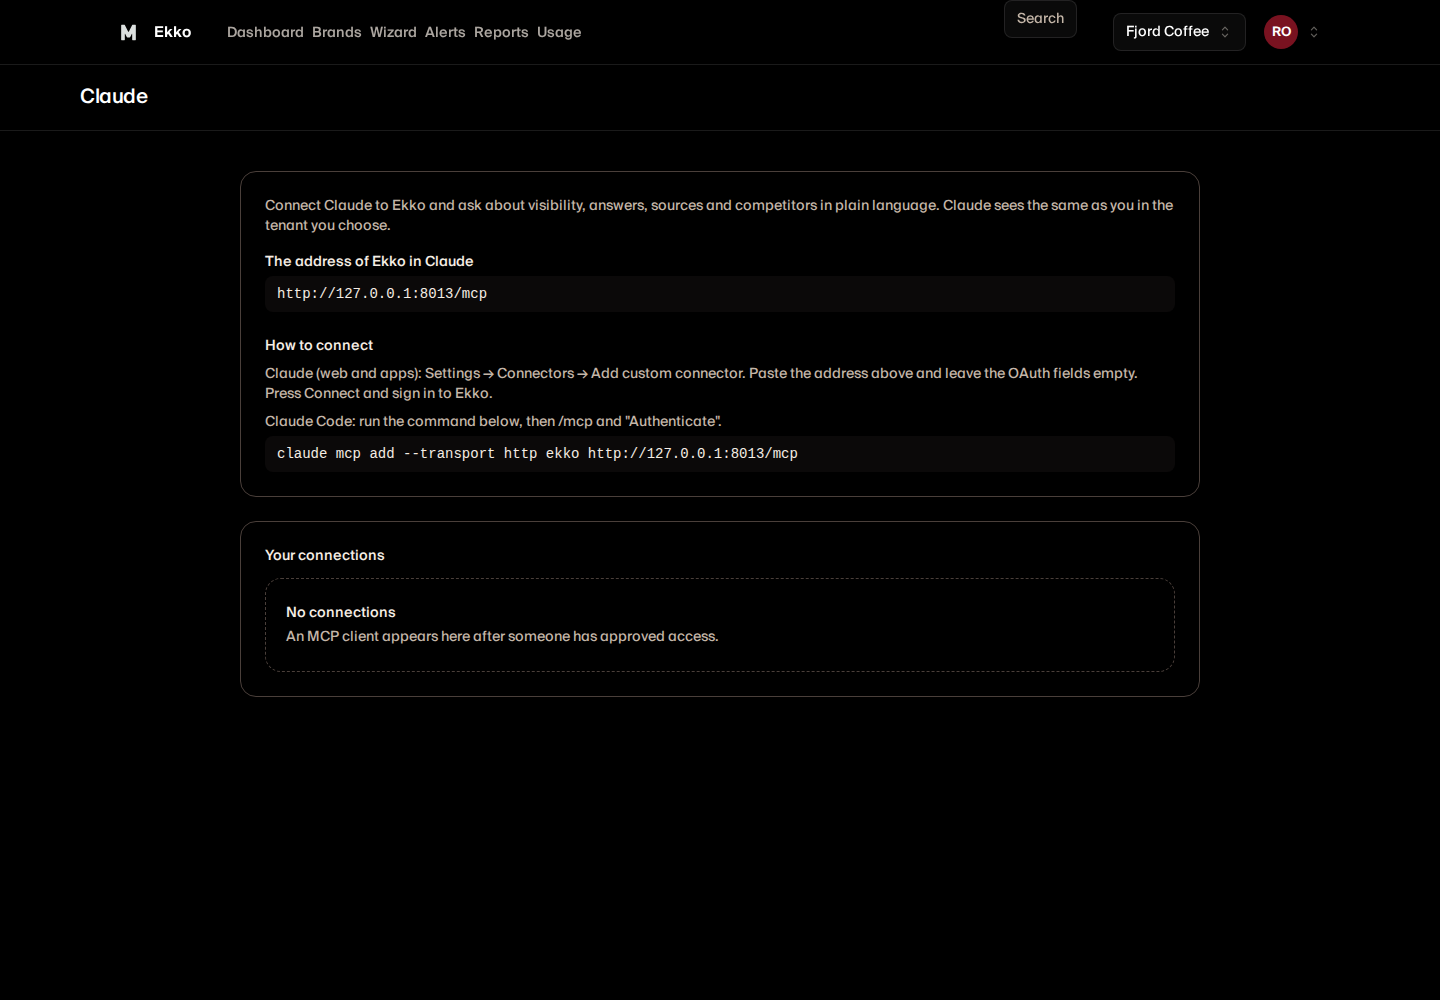 M Ekko Dashboard Brands Wizard Alerts Reports Usage Search Fjord Coffee RO
Claude
Connect Claude to Ekko and ask about visibility, answers, sources and competitors in plain language. Claude sees the same as you in the
tenant you choose.
The address of Ekko in Claude
http://127.0.0.1:8013/mcp
How to connect
Claude (web and apps): Settings → Connectors → Add custom connector. Paste the address above and leave the OAuth fields empty.
Press Connect and sign in to Ekko.
Claude Code: run the command below, then /mcp and "Authenticate".
claude mcp add --transport http ekko http://127.0.0.1:8013/mcp
Your connections
No connections
An MCP client appears here after someone has approved access.